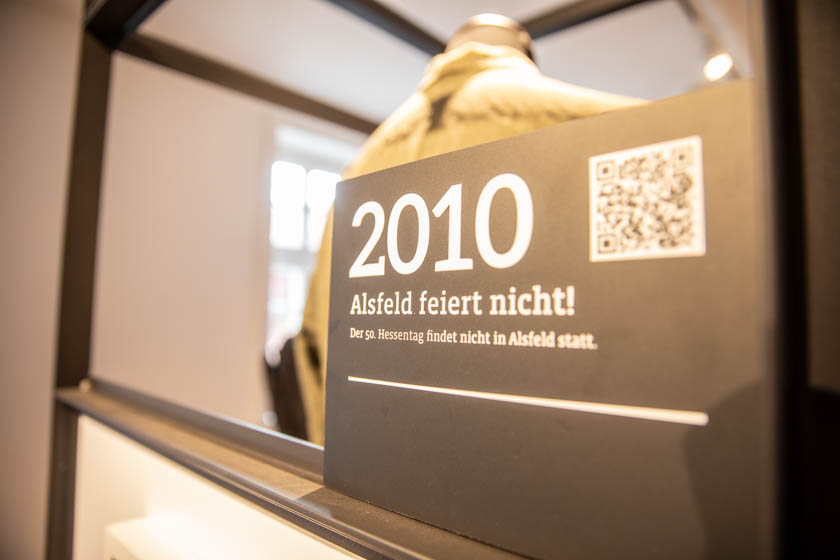 2010
Alsfeld feiert nicht!
Der 50. Hessentag findet nicht in Alsfeld statt.